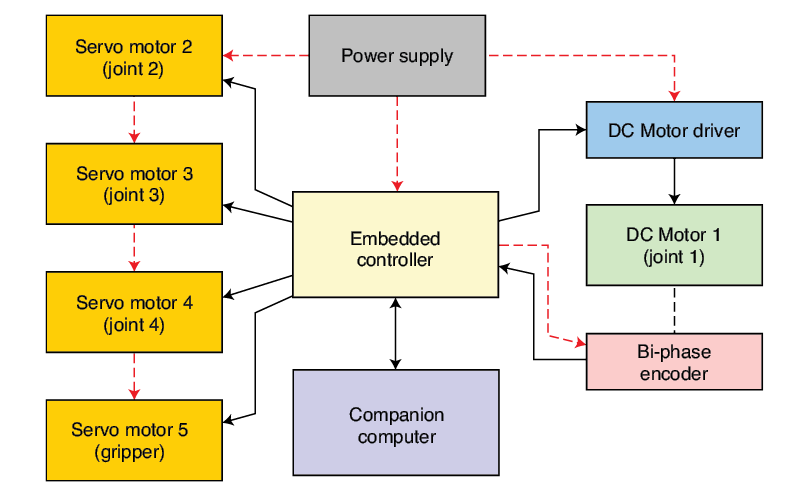 Servo motor 2
(joint 2)
Power supply
DC Motor driver
Servo motor 3
(joint 3)
Embedded
controller
DC Motor 1
(joint 1)
Servo motor 4
(joint 4)
Bi-phase
encoder
Companion
computer
Servo motor 5
(gripper)